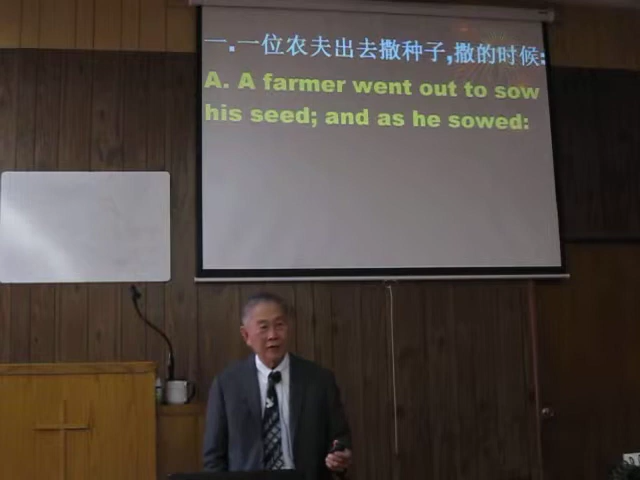 一.一位农夫出去撒种子,撒的时候:
A. A farmer went out to sow
his seed; and as he sowed: